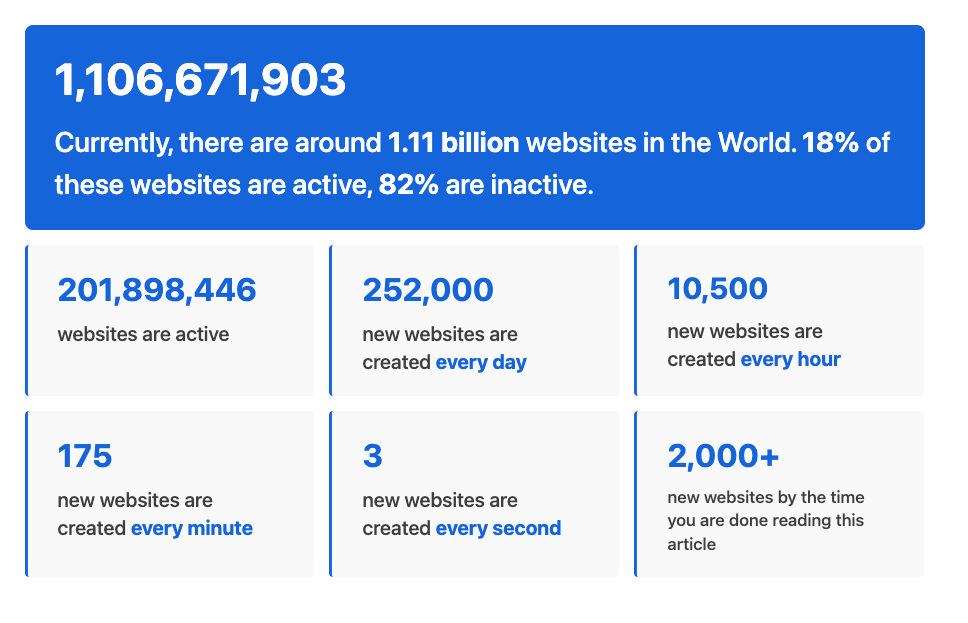 1,106,671,903
Currently, there are around 1.11 billion websites in the World. 18% of
these websites are active, 82% are inactive.
201,898,446
websites are active
252,000
new websites are
created every day
10,500
new websites are
created every hour
175
new websites are
created every minute
3
new websites are
created every second
2,000+
new websites by the time
you are done reading this
article